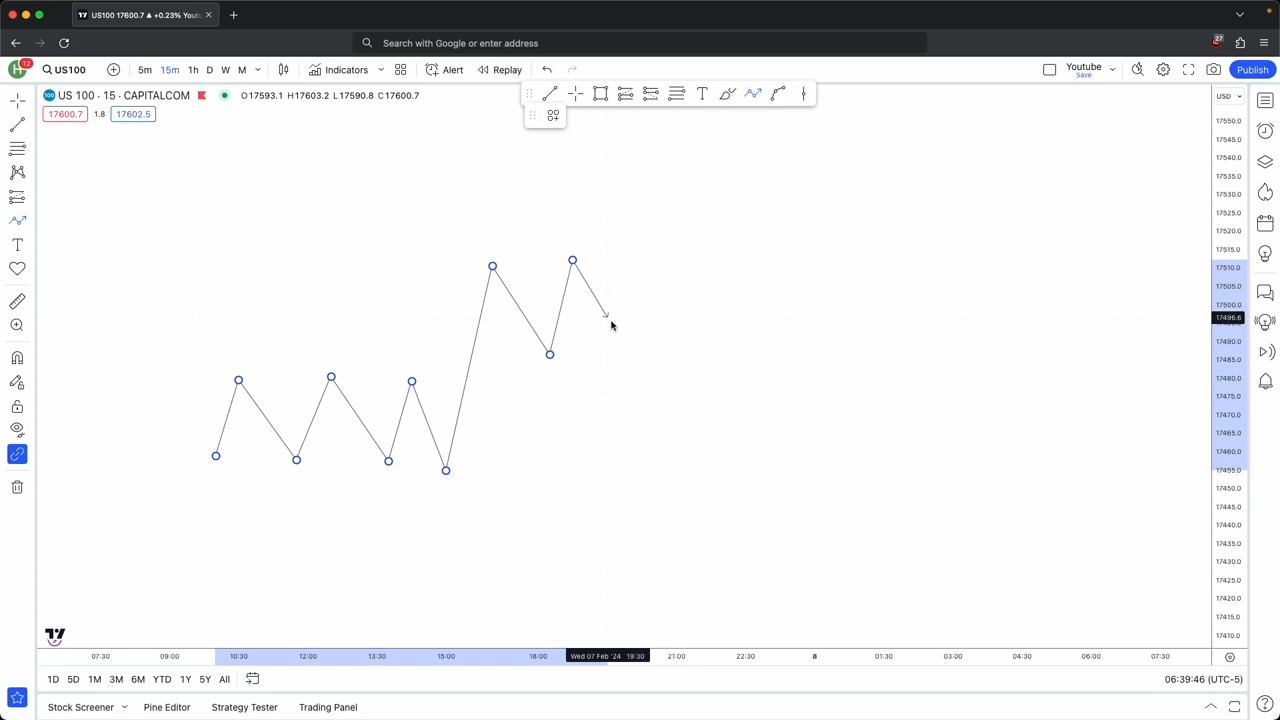 US100 17600.7 ▲ +0.23% Yout
Search with Google or enter address
27
H 12
US100
5m 15m 1h D W M
Indicators
Alert
Replay
Youtube
Save
Publish
US 100 · 15 · CAPITALCOM
O17593.1 H17603.2 L17590.8 C17600.7
17600.7 1.8 17602.5
USD
17550.0
17545.0
17540.0
17535.0
17530.0
17525.0
17520.0
17515.0
17510.0
17505.0
17500.0
17496.6
17490.0
17485.0
17480.0
17475.0
17470.0
17465.0
17460.0
17455.0
17450.0
17445.0
17440.0
17435.0
17430.0
17425.0
17420.0
17415.0
17410.0
07:30 09:00 10:30 12:00 13:30 15:00 18:00 Wed 07 Feb '24 19:30 21:00 22:30 8 01:30 03:00 04:30 06:00 07:30
1D 5D 1M 3M 6M YTD 1Y 5Y All
06:39:46 (UTC-5)
Stock Screener Pine Editor Strategy Tester Trading Panel